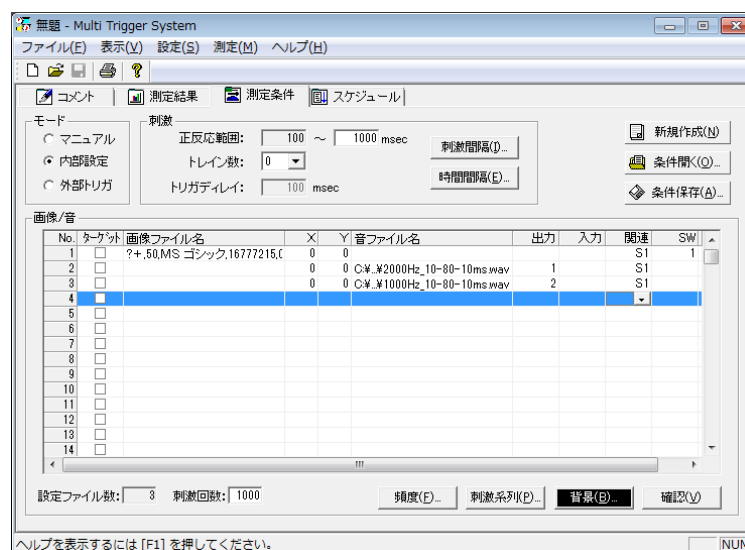 無題 - Multi Trigger System
ファイル(F) 表示(V) 設定(S) 測定(M) ヘルプ(H)
コメント 測定結果 測定条件 スケジュール
モード
マニュアル
内部設定
外部トリガ
刺激
正反応範囲: 100 ～ 1000 msec
トレイン数: 0
トリガディレイ: 100 msec
刺激間隔(I)...
時間間隔(E)...
新規作成(N)
条件開く(O)...
条件保存(A)...
画像/音
No. ターゲット 画像ファイル名 X Y 音ファイル名 出力 入力 関連 SW
1 ?+,50,MS ゴシック,16777215,( 0 0 S1 1
2 0 0 C:¥..¥2000Hz_10-80-10ms.wav 1 S1
3 0 0 C:¥..¥1000Hz_10-80-10ms.wav 2 S1
4
5
6
7
8
9
10
11
12
13
14
設定ファイル数: 3 刺激回数: 1000
頻度(F)... 刺激系列(P)... 背景(B)... 確認(V)
ヘルプを表示するには [F1] を押してください。
NUM